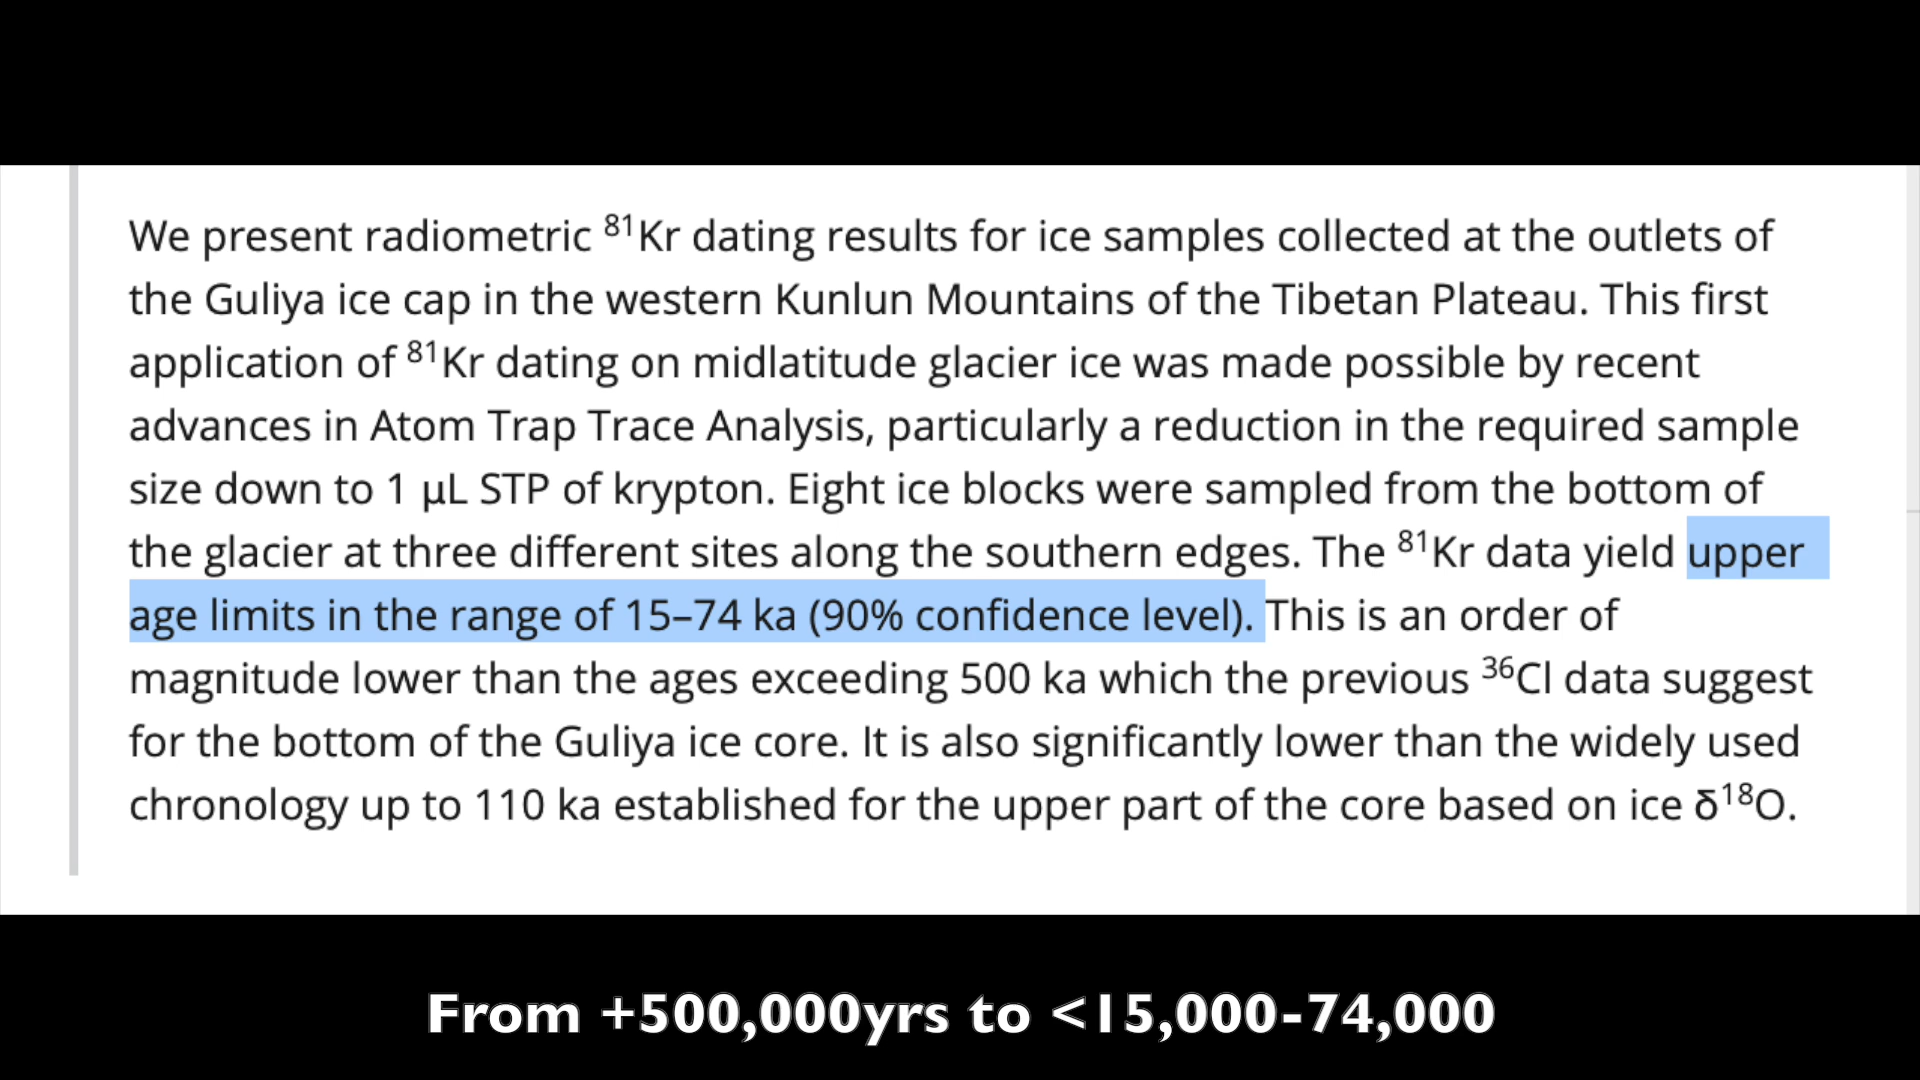 We present radiometric ⁸¹Kr dating results for ice samples collected at the outlets of
the Guliya ice cap in the western Kunlun Mountains of the Tibetan Plateau. This first
application of ⁸¹Kr dating on midlatitude glacier ice was made possible by recent
advances in Atom Trap Trace Analysis, particularly a reduction in the required sample
size down to 1 μL STP of krypton. Eight ice blocks were sampled from the bottom of
the glacier at three different sites along the southern edges. The ⁸¹Kr data yield upper
age limits in the range of 15–74 ka (90% confidence level). This is an order of
magnitude lower than the ages exceeding 500 ka which the previous ³⁶Cl data suggest
for the bottom of the Guliya ice core. It is also significantly lower than the widely used
chronology up to 110 ka established for the upper part of the core based on ice δ¹⁸O.
From +500,000yrs to <15,000-74,000